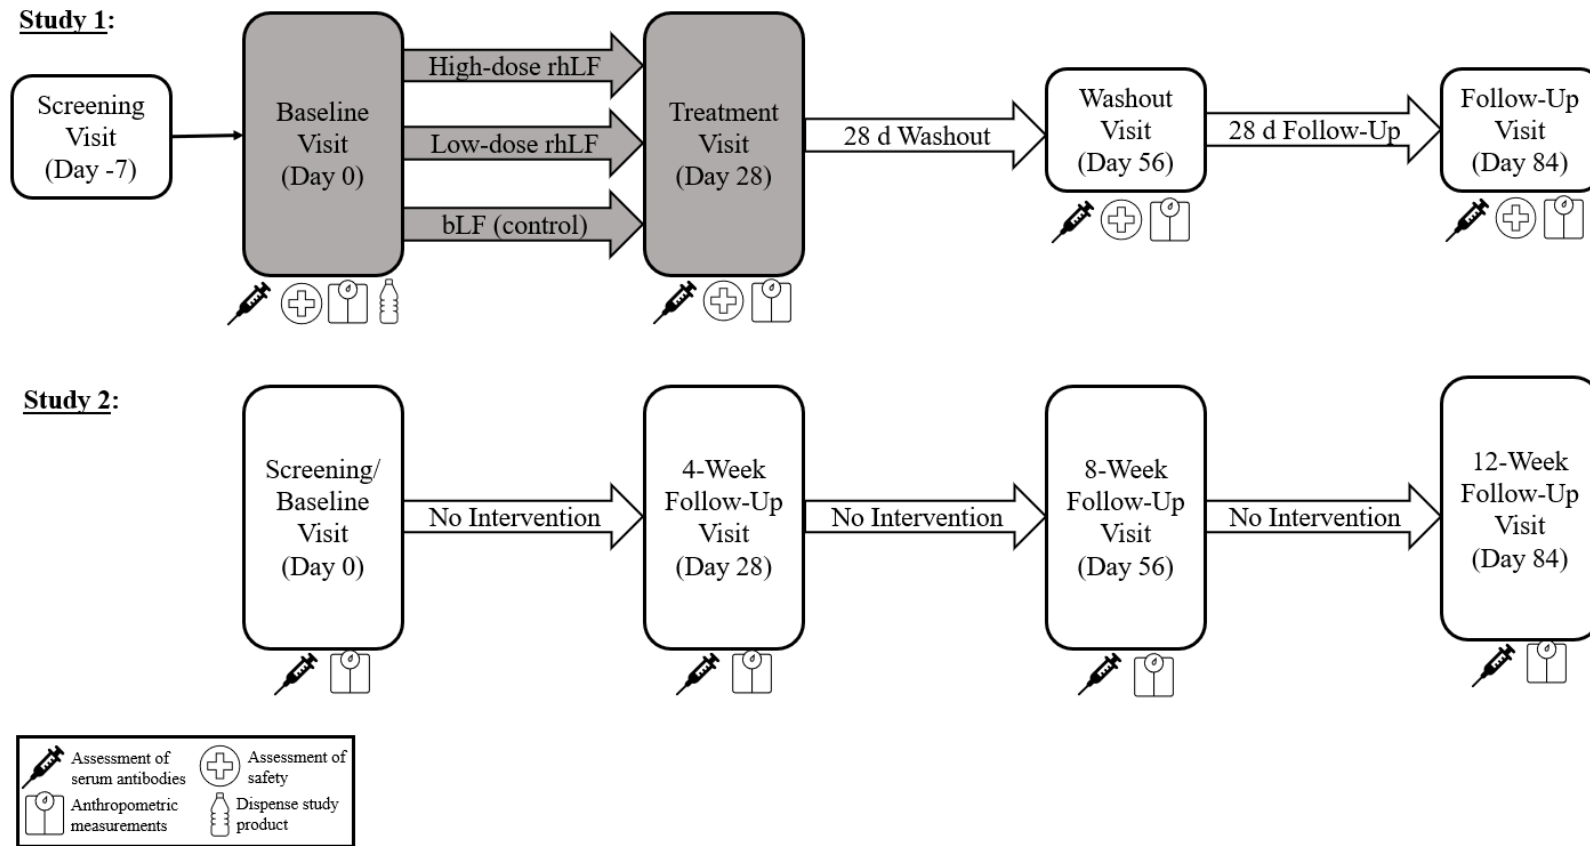 Study 1:
Screening
Visit
(Day -7)
Baseline
Visit
(Day 0)
High-dose rhLF
Low-dose rhLF
bLF (control)
Treatment
Visit
(Day 28)
28 d Washout
Washout
Visit
(Day 56)
28 d Follow-Up
Follow-Up
Visit
(Day 84)
Study 2:
Screening/
Baseline
Visit
(Day 0)
No Intervention
4-Week
Follow-Up
Visit
(Day 28)
No Intervention
8-Week
Follow-Up
Visit
(Day 56)
No Intervention
12-Week
Follow-Up
Visit
(Day 84)
Assessment of
serum antibodies
Assessment of
safety
Anthropometric
measurements
Dispense study
product